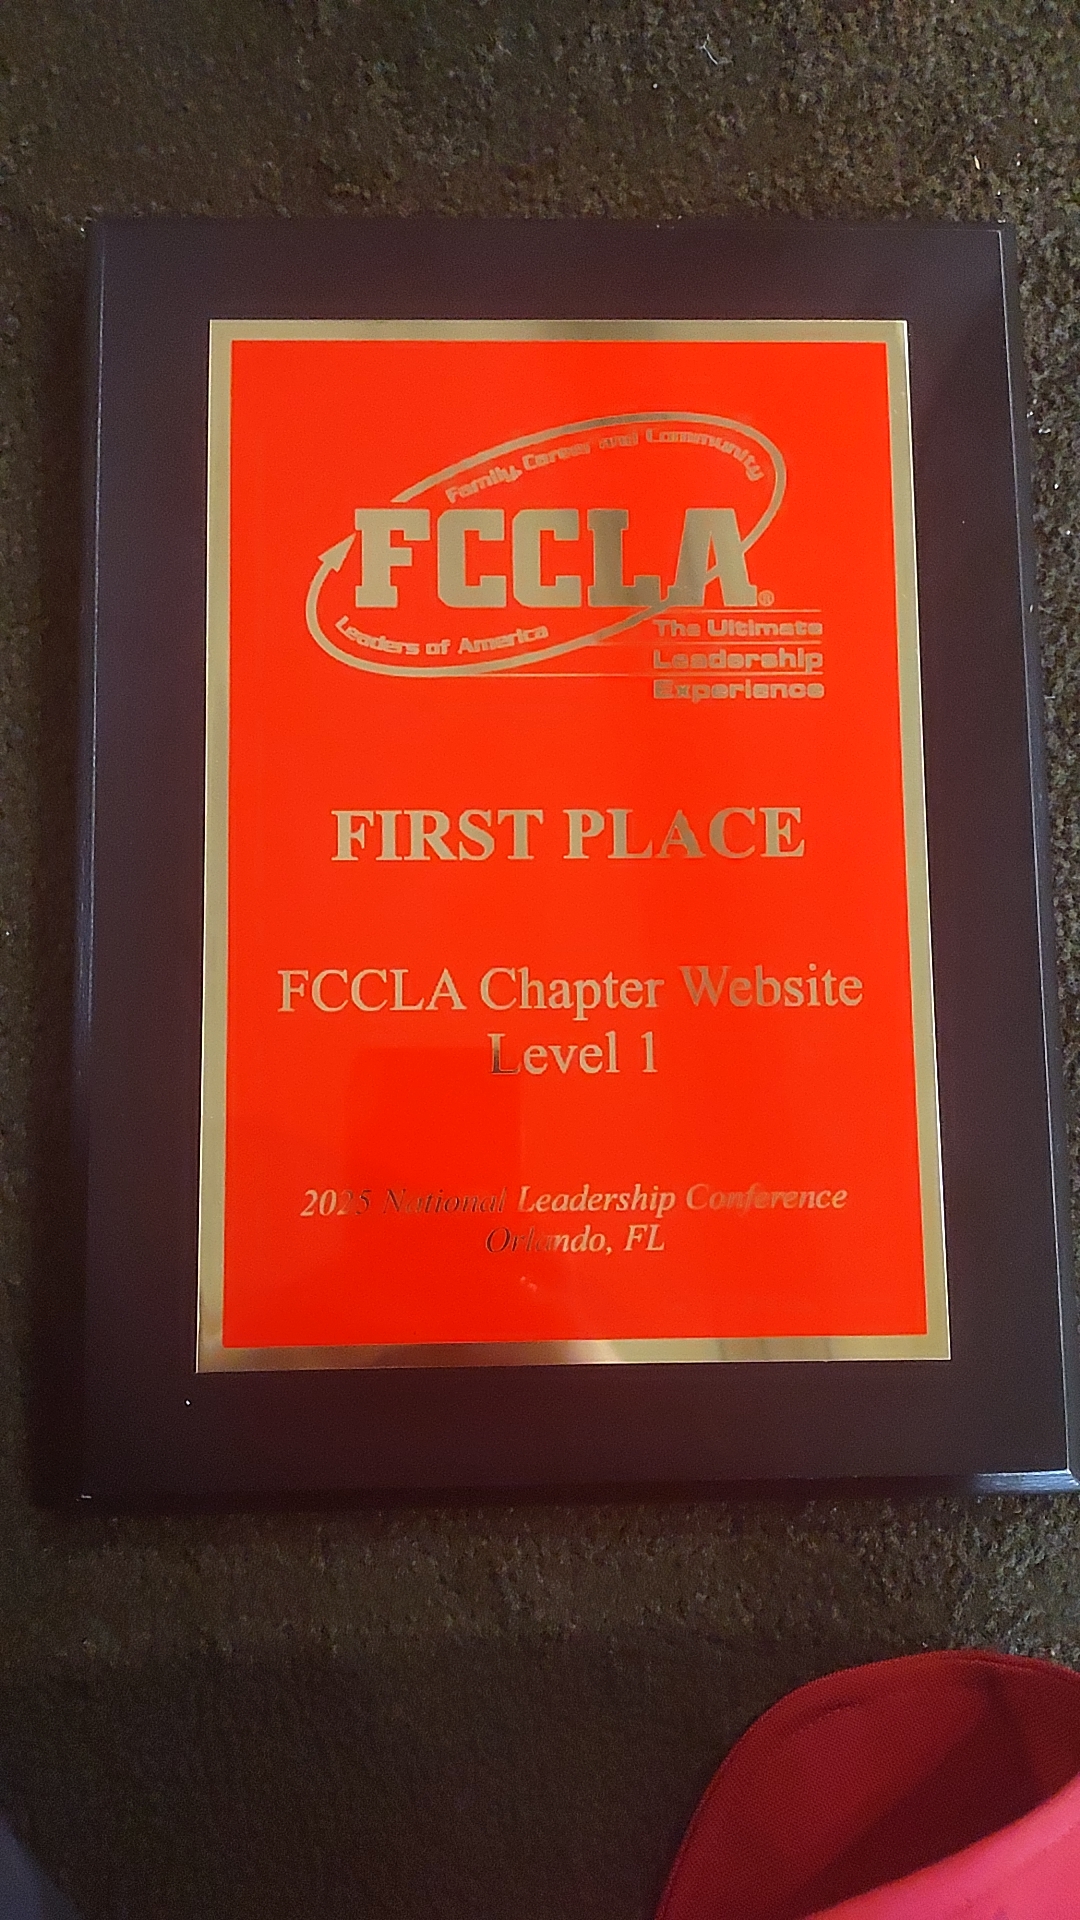 Family, Career and Community
FCCLA®
Leaders of America
The Ultimate
Leadership
Experience
FIRST PLACE
FCCLA Chapter Website
Level 1
2025 National Leadership Conference
Orlando, FL